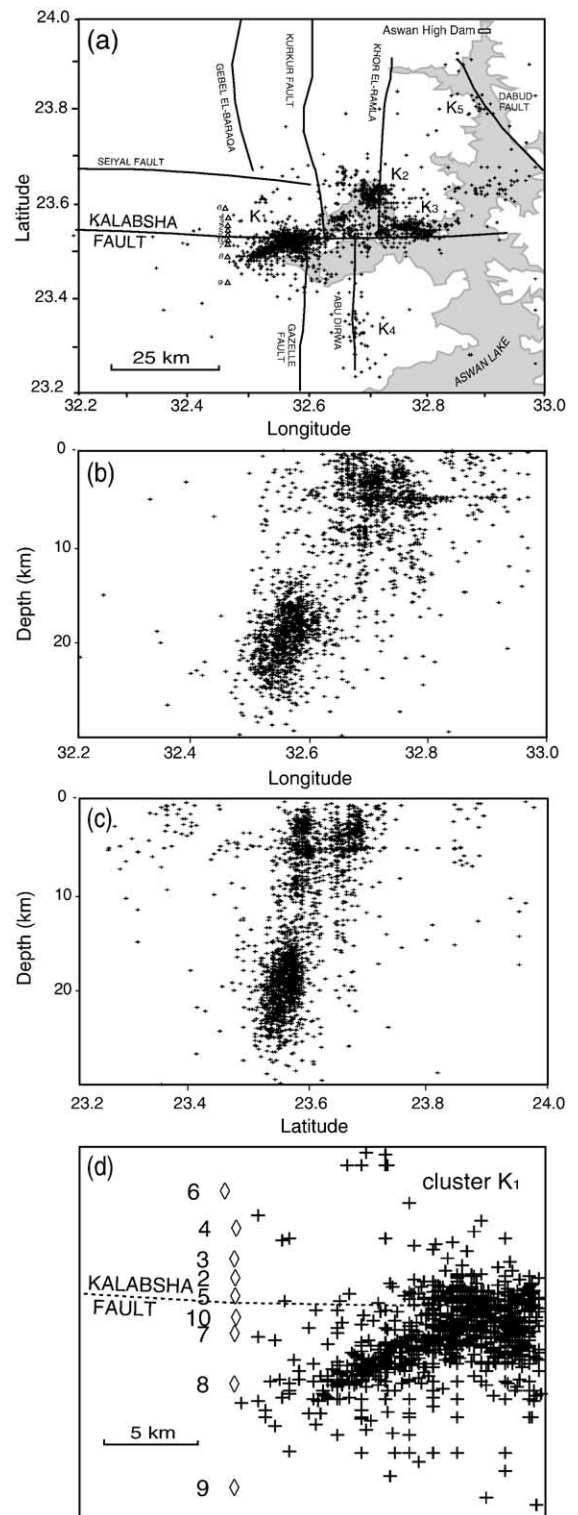 (a)
24.0
23.8
23.6
23.4
23.2
Latitude
Aswan High Dam
GEBEL EL-BARAQA
KURKUR FAULT
KHOR EL-RAMLA
K5
DABUD
FAULT
SEIYAL FAULT
K2
K
K3
KALABSHA
FAULT
6
8
9
GAZELLE
FAULT
ABU DIRWA
K4
25 km
ASWAN LAKE
32.2 32.4 32.6 32.8 33.0
Longitude
(b)
0
10
20
Depth (km)
32.2 32.4 32.6 32.8 33.0
Longitude
(c)
0
10
20
Depth (km)
23.2 23.4 23.6 23.8 24.0
Latitude
(d)
cluster K1
6
4
3
2
KALABSHA
5
FAULT
10
7
8
5 km
9